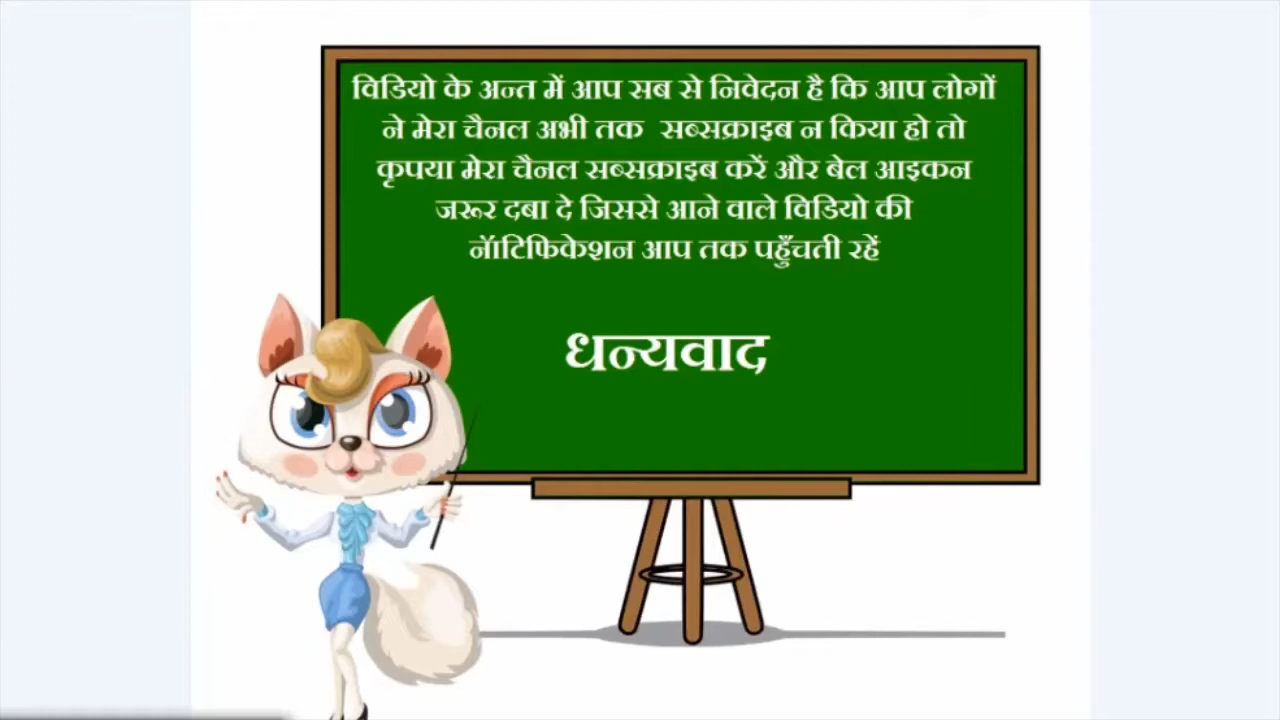 विडियो के अन्त में आप सब से निवेदन है कि आप लोगों
ने मेरा चैनल अभी तक सब्सक्राइब न किया हो तो
कृपया मेरा चैनल सब्सक्राइब करें और बेल आइकन
जरूर दबा दे जिससे आने वाले विडियो की
नॅाटिफिकेशन आप तक पहुँचती रहें
धन्यवाद